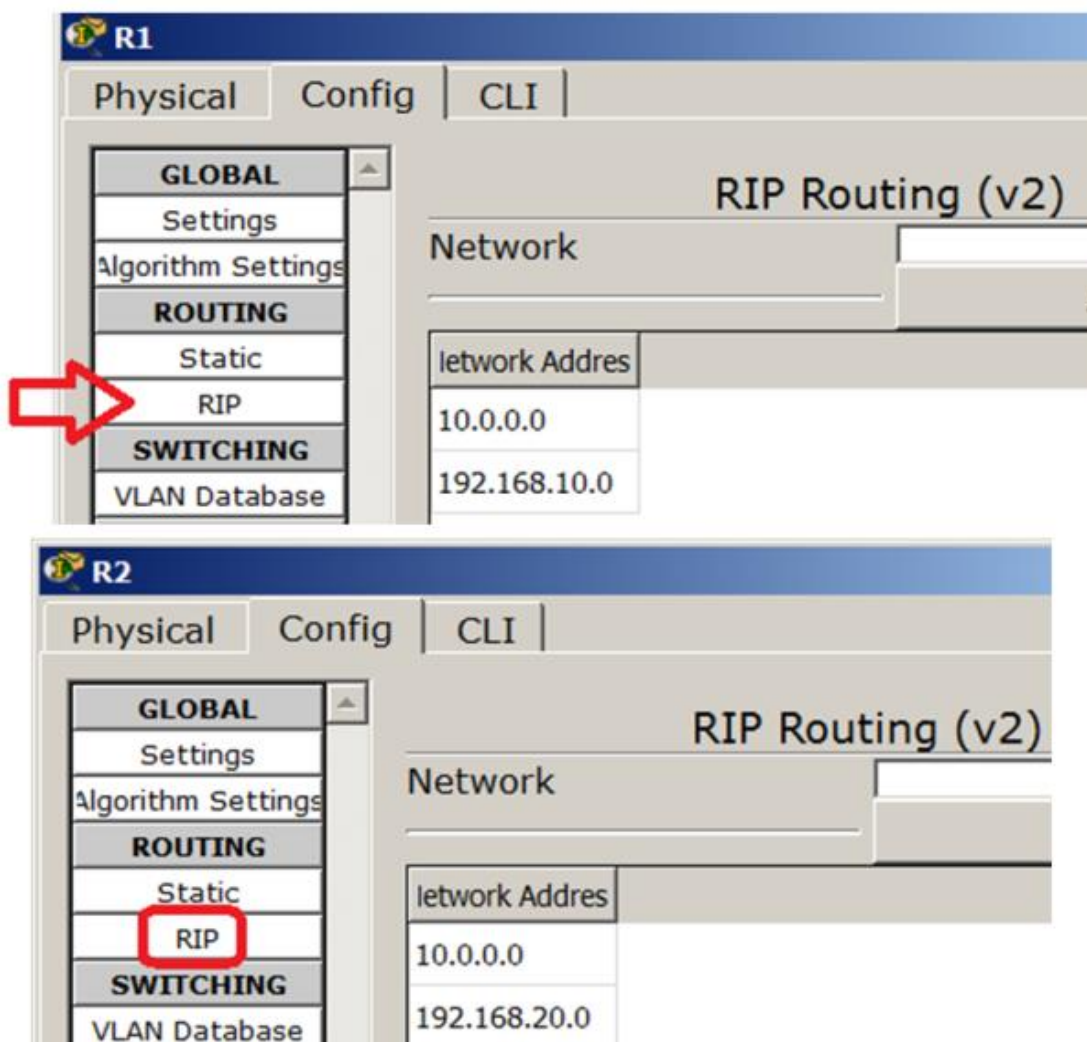 R1
Physical Config CLI
GLOBAL
Settings
Algorithm Settings
ROUTING
Static
RIP
SWITCHING
VLAN Database
RIP Routing (v2)
Network
letwork Addres
10.0.0.0
192.168.10.0
R2
Physical Config CLI
GLOBAL
Settings
Algorithm Settings
ROUTING
Static
RIP
SWITCHING
VLAN Database
RIP Routing (v2)
Network
letwork Addres
10.0.0.0
192.168.20.0